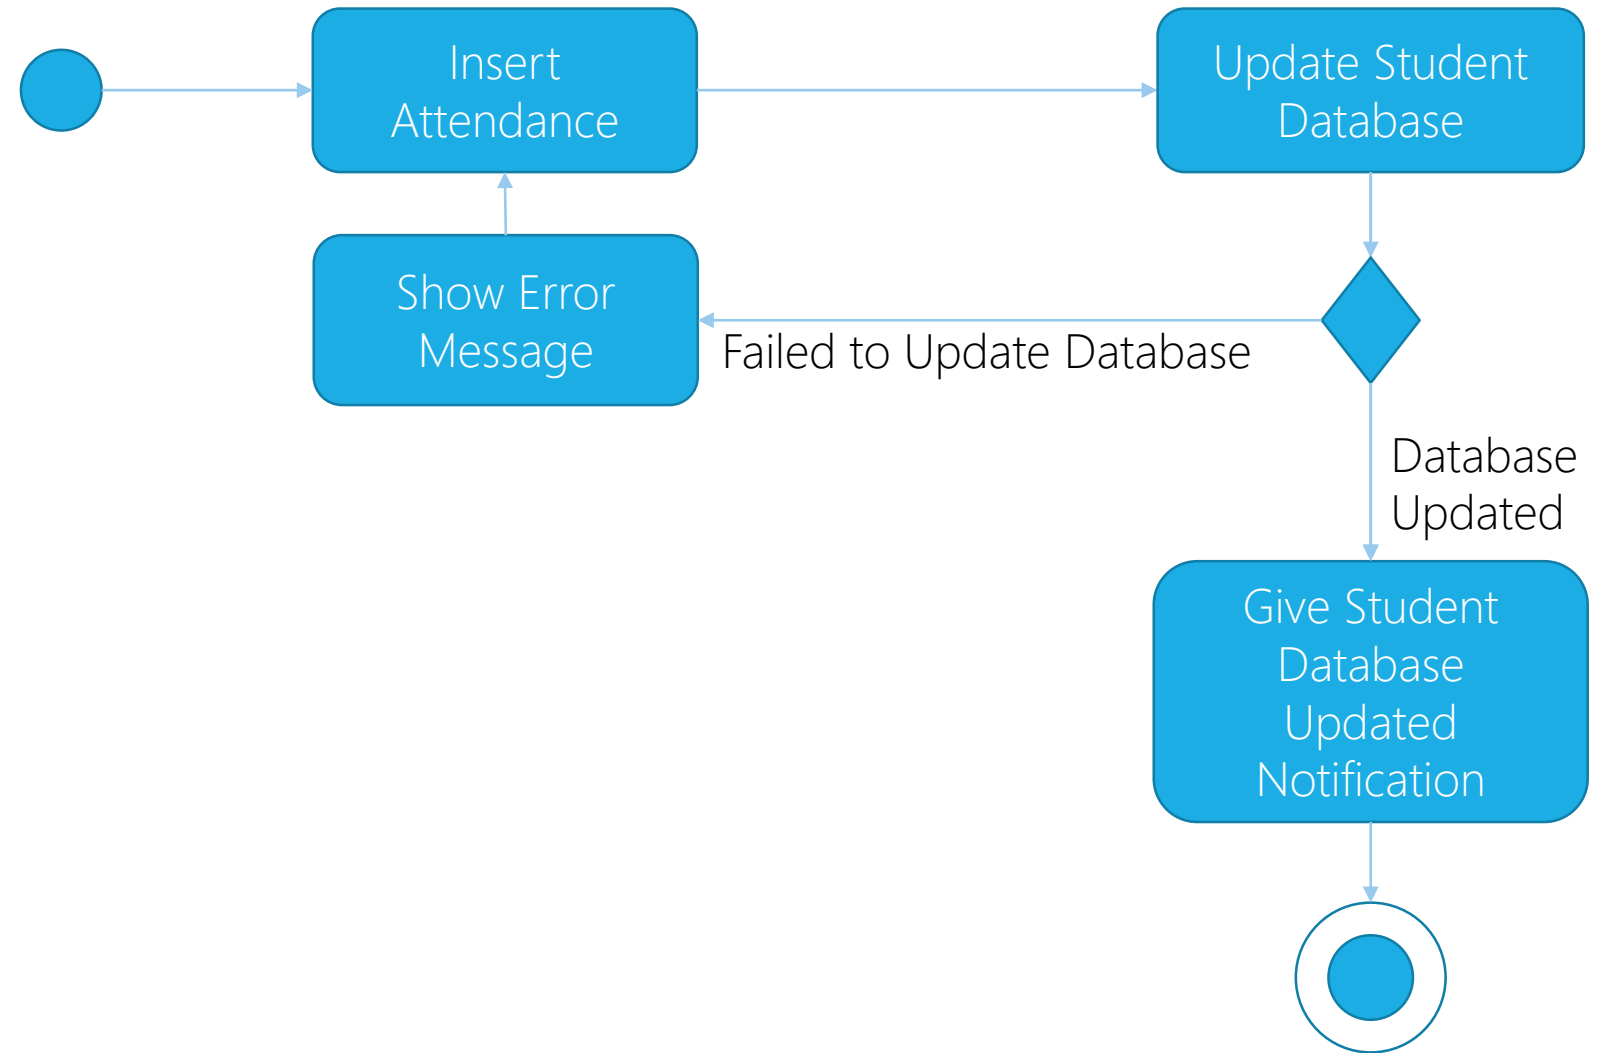 Insert
Attendance
Update Student
Database
Show Error
Message
Failed to Update Database
Database
Updated
Give Student
Database
Updated
Notification